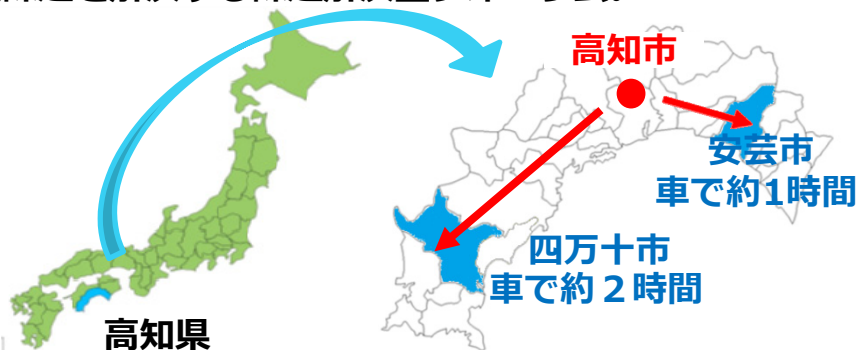 高知市
安芸市
車で約1時間
四万十市
車で約２時間
高知県